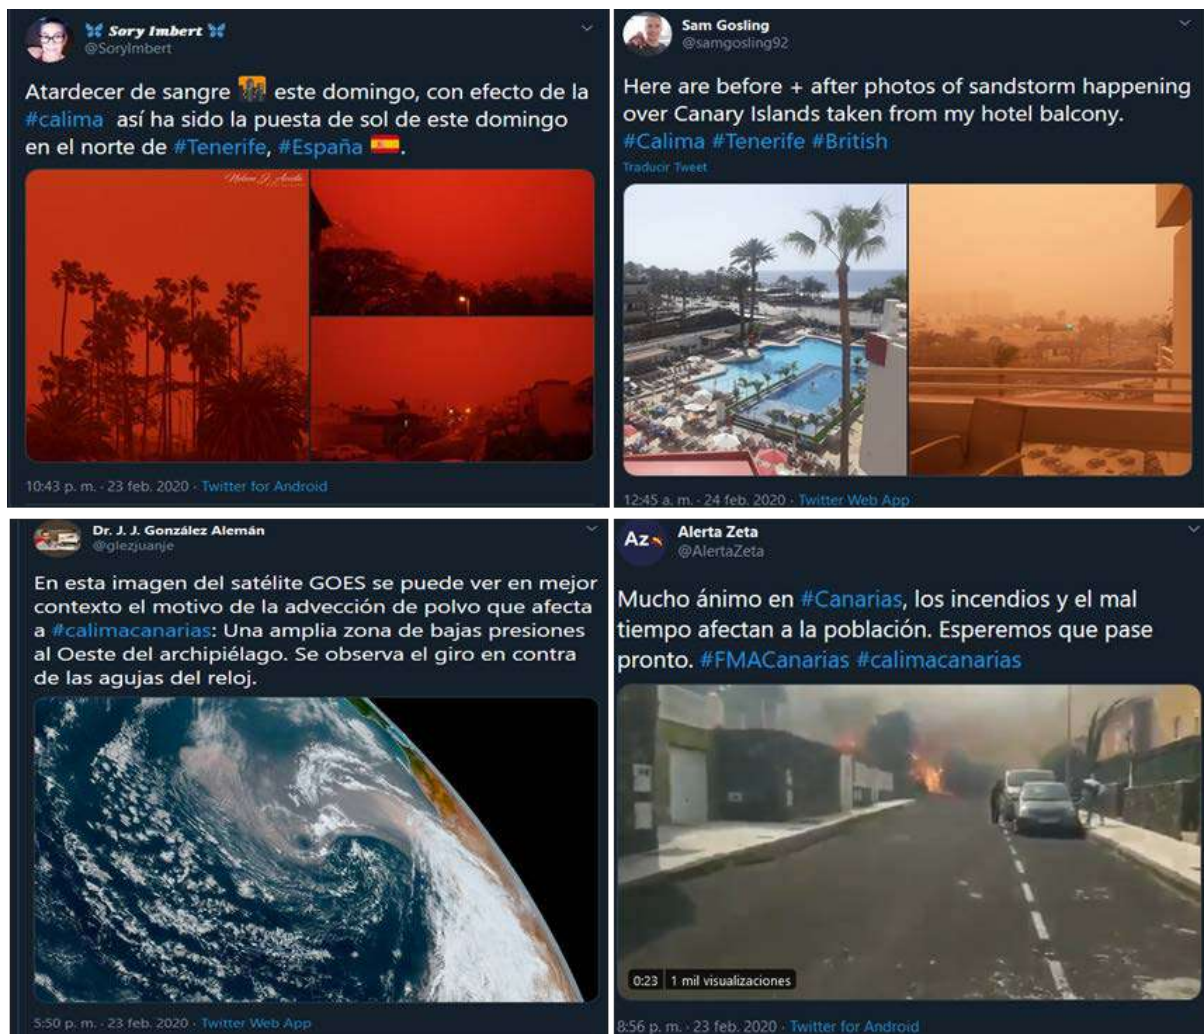 Sory Imbert
@SoryImbert
Atardecer de sangre 🌇 este domingo, con efecto de la
#calima así ha sido la puesta de sol de este domingo
en el norte de #Tenerife, #España 🇪🇸.
10:43 p. m. · 23 feb. 2020 · Twitter for Android
Sam Gosling
@samgosling92
Here are before + after photos of sandstorm happening
over Canary Islands taken from my hotel balcony.
#Calima #Tenerife #British
Traducir Tweet
12:45 a. m. · 24 feb. 2020 · Twitter Web App
Dr. J. J. González Alemán
@glezjuanje
En esta imagen del satélite GOES se puede ver en mejor
contexto el motivo de la advección de polvo que afecta
a #calimacanarias: Una amplia zona de bajas presiones
al Oeste del archipiélago. Se observa el giro en contra
de las agujas del reloj.
5:50 p. m. · 23 feb. 2020 · Twitter Web App
Az
Alerta Zeta
@AlertaZeta
Mucho ánimo en #Canarias, los incendios y el mal
tiempo afectan a la población. Esperemos que pase
pronto. #FMACanarias #calimacanarias
0:23 1 mil visualizaciones
8:56 p. m. · 23 feb. 2020 · Twitter for Android